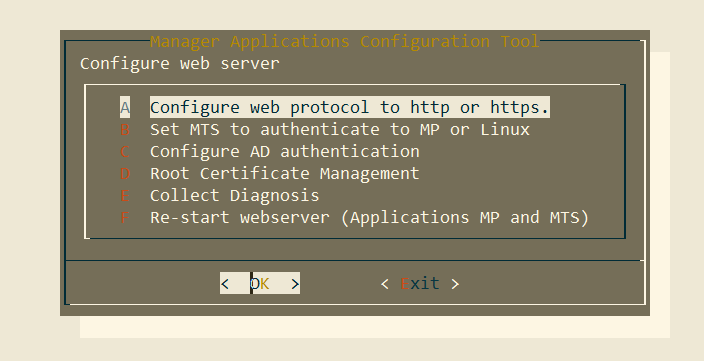 Manager Applications Configuration Tool
Configure web server
A Configure web protocol to http or https.
B Set MTS to authenticate to MP or Linux
C Configure AD authentication
D Root Certificate Management
E Collect Diagnosis
F Re-start webserver (Applications MP and MTS)
< OK > < Exit >